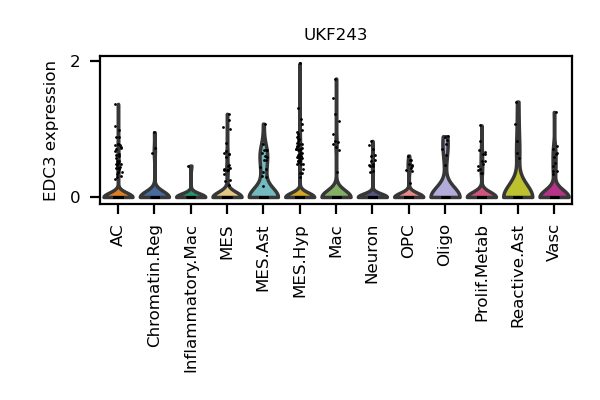 UKF243
EDC3 expression
2
0
AC
Chromatin.Reg
Inflammatory.Mac
MES
MES.Ast
MES.Hyp
Mac
Neuron
OPC
Oligo
Prolif.Metab
Reactive.Ast
Vasc